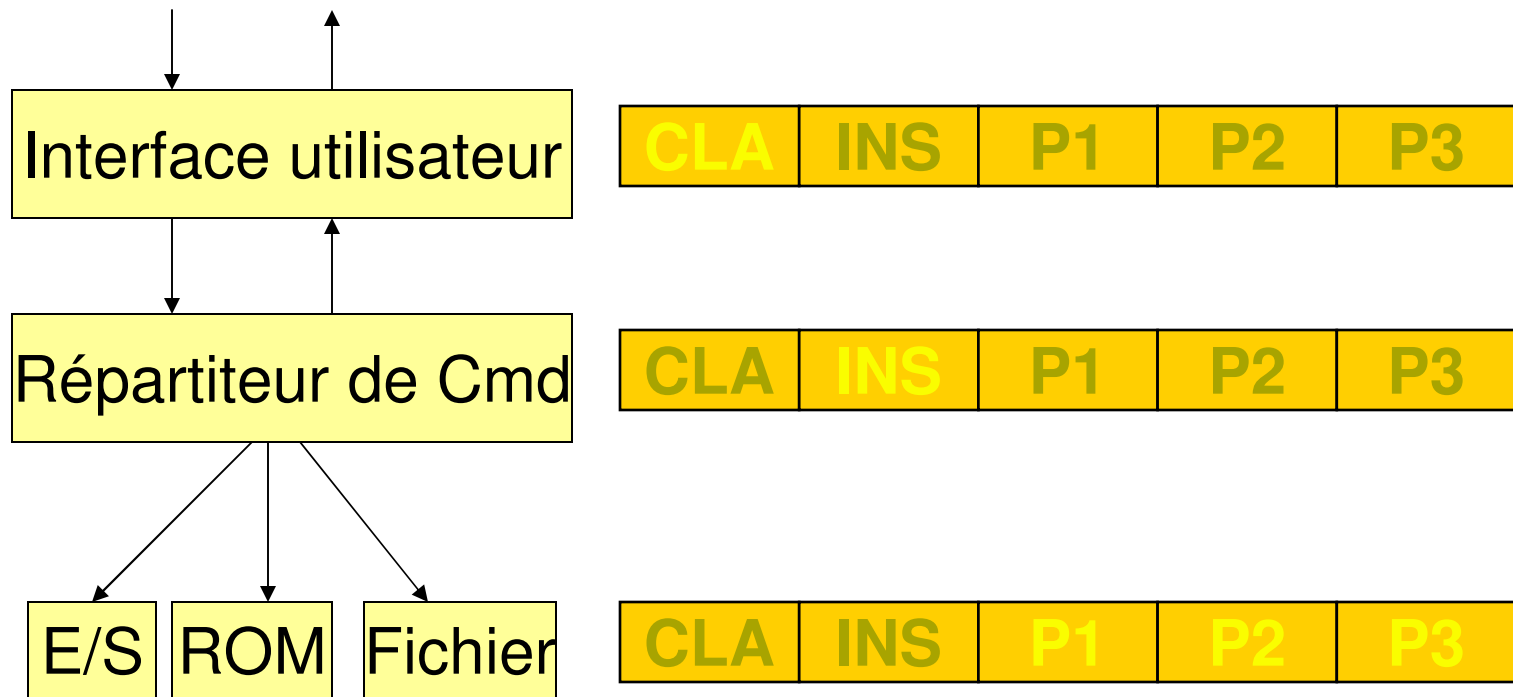 Interface utilisateur
CLA INS P1 P2 P3
Répartiteur de Cmd
CLA INS P1 P2 P3
E/S ROM Fichier
CLA INS P1 P2 P3